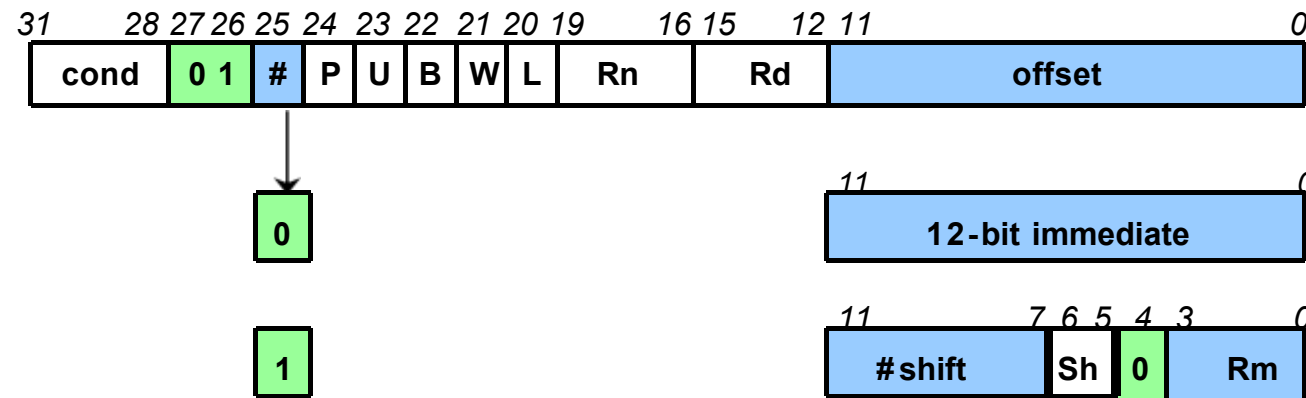 31 28 27 26 25 24 23 22 21 20 19 16 15 12 11 0
cond 0 1 # P U B W L Rn Rd offset
11 0
0 12-bit immediate
11 7 6 5 4 3 0
1 #shift Sh 0 Rm